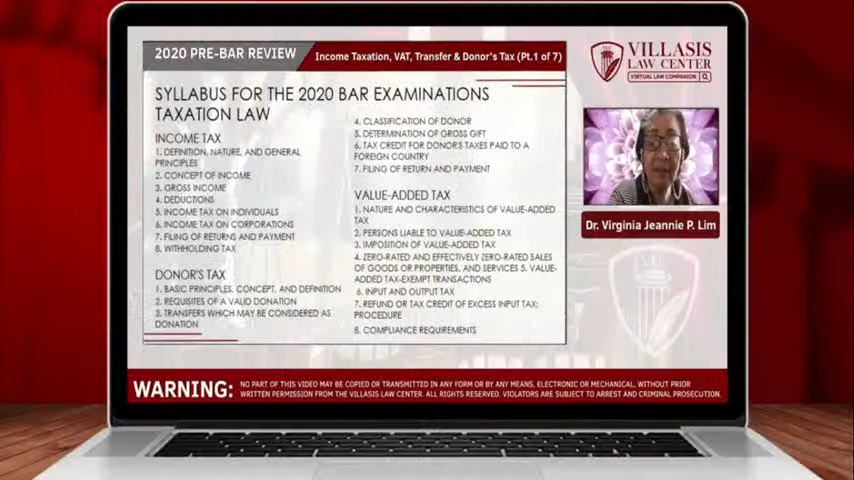 2020 PRE-BAR REVIEW
Income Taxation, VAT, Transfer & Donor's Tax (Pt.1 of 7)
VILLASIS
LAW CENTER
VIRTUAL LAW COMPANION
SYLLABUS FOR THE 2020 BAR EXAMINATIONS
TAXATION LAW
INCOME TAX
1. DEFINITION, NATURE, AND GENERAL
PRINCIPLES
2. CONCEPT OF INCOME
3. GROSS INCOME
4. DEDUCTIONS
5. INCOME TAX ON INDIVIDUALS
6. INCOME TAX ON CORPORATIONS
7. FILING OF RETURNS AND PAYMENT
8. WITHHOLDING TAX
DONOR'S TAX
1. BASIC PRINCIPLES, CONCEPT, AND DEFINITION
2. REQUISITES OF A VALID DONATION
3. TRANSFERS WHICH MAY BE CONSIDERED AS
DONATION
4. CLASSIFICATION OF DONOR
5. DETERMINATION OF GROSS GIFT
6. TAX CREDIT FOR DONOR'S TAXES PAID TO A
FOREIGN COUNTRY
7. FILING OF RETURN AND PAYMENT
VALUE-ADDED TAX
1. NATURE AND CHARACTERISTICS OF VALUE-ADDED
TAX
2. PERSONS LIABLE TO VALUE-ADDED TAX
3. IMPOSITION OF VALUE-ADDED TAX
4. ZERO-RATED AND EFFECTIVELY ZERO-RATED SALES
OF GOODS OR PROPERTIES, AND SERVICES 5. VALUE-
ADDED TAX-EXEMPT TRANSACTIONS
6. INPUT AND OUTPUT TAX
7. REFUND OR TAX CREDIT OF EXCESS INPUT TAX;
PROCEDURE
8. COMPLIANCE REQUIREMENTS
Dr. Virginia Jeannie P. Lim
WARNING:
NO PART OF THIS VIDEO MAY BE COPIED OR TRANSMITTED IN ANY FORM OR BY ANY MEANS, ELECTRONIC OR MECHANICAL, WITHOUT PRIOR
WRITTEN PERMISSION FROM THE VILLASIS LAW CENTER. ALL RIGHTS RESERVED. VIOLATORS ARE SUBJECT TO ARREST AND CRIMINAL PROSECUTION.